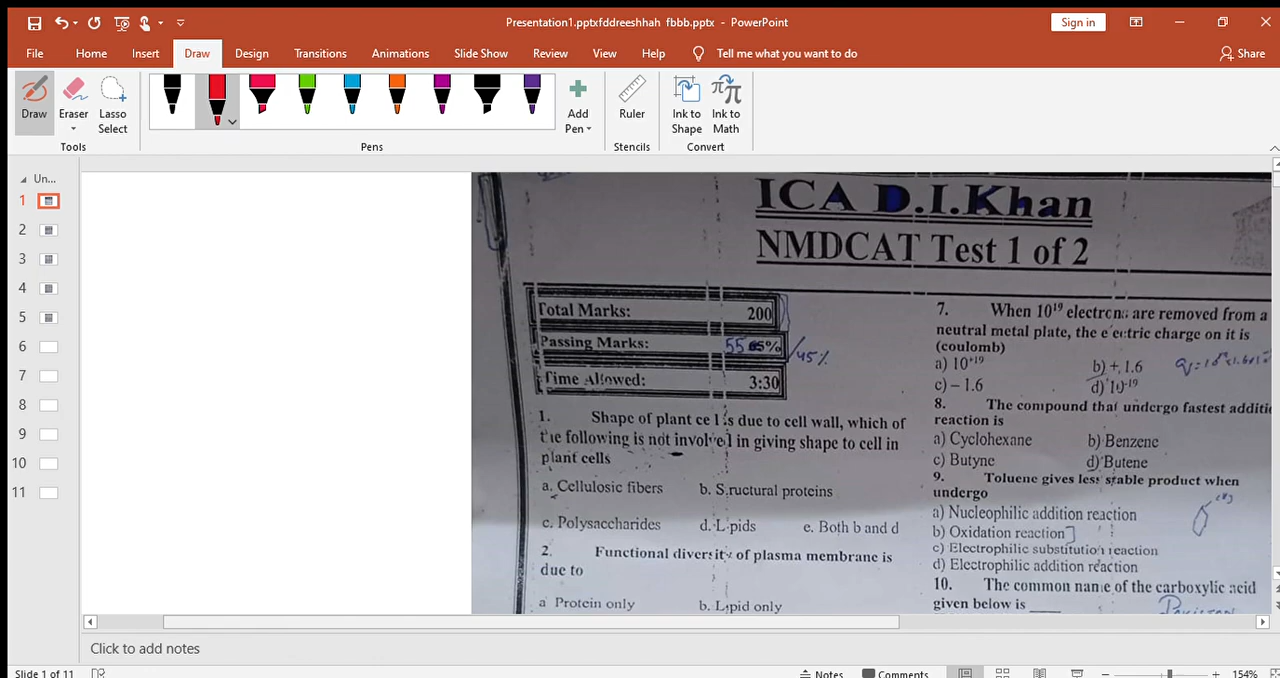 Presentation1.pptxfddreeshhah fbbb.pptx - PowerPoint
Sign in
File Home Insert Draw Design Transitions Animations Slide Show Review View Help Tell me what you want to do Share
Draw
Eraser
Lasso Select
Add Pen
Ruler
Ink to Shape
Ink to Math
Tools
Pens
Stencils
Convert
Un...
1
2
3
4
5
6
7
8
9
10
11
ICA D.I.Khan
NMDCAT Test 1 of 2
Total Marks: 200
Passing Marks: 55 65% /45%
Time Allowed: 3:30
1. Shape of plant cell is due to cell wall, which of
the following is not involved in giving shape to cell in
plant cells
a. Cellulosic fibers b. Structural proteins
c. Polysaccharides d. Lipids e. Both b and d
2. Functional diversity of plasma membrane is
due to
a Protein only b. Lipid only
7. When 10¹⁹ electrons are removed from a
neutral metal plate, the electric charge on it is
(coulomb)
a) 10⁺¹⁹ b) + 1.6
c) – 1.6 d) 10⁻¹⁹
8. The compound that undergo fastest additi
reaction is
a) Cyclohexane b) Benzene
c) Butyne d) Butene
9. Toluene gives less stable product when
undergo
a) Nucleophilic addition reaction
b) Oxidation reaction
c) Electrophilic substitution reaction
d) Electrophilic addition reaction
10. The common name of the carboxylic acid
given below is ____
Pakistan
Click to add notes
Slide 1 of 11
Notes
Comments
154%